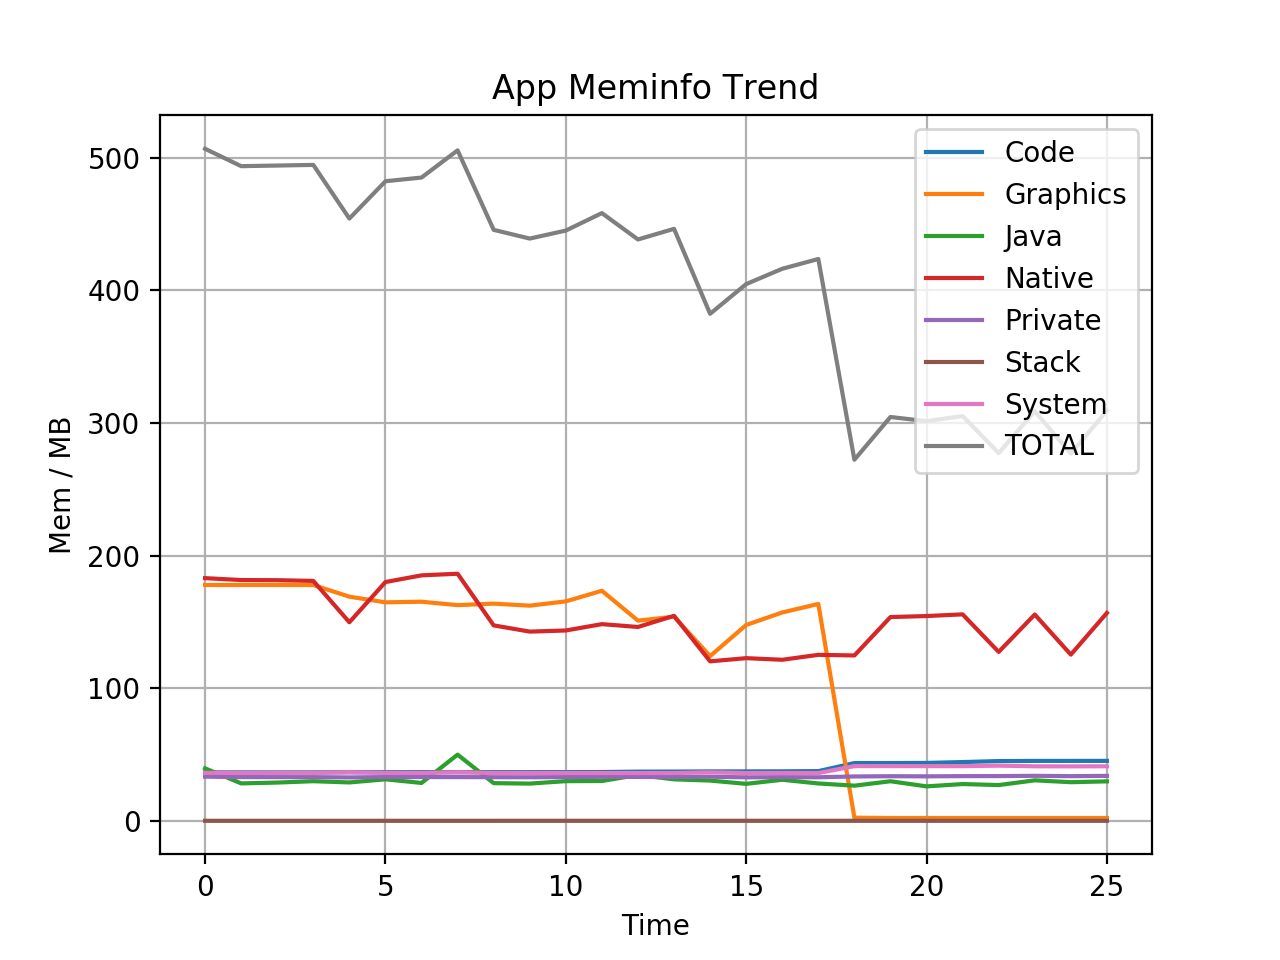 App Meminfo Trend
500
400
300
200
100
0
Mem / MB
0 5 10 15 20 25
Time
Code
Graphics
Java
Native
Private
Stack
System
TOTAL